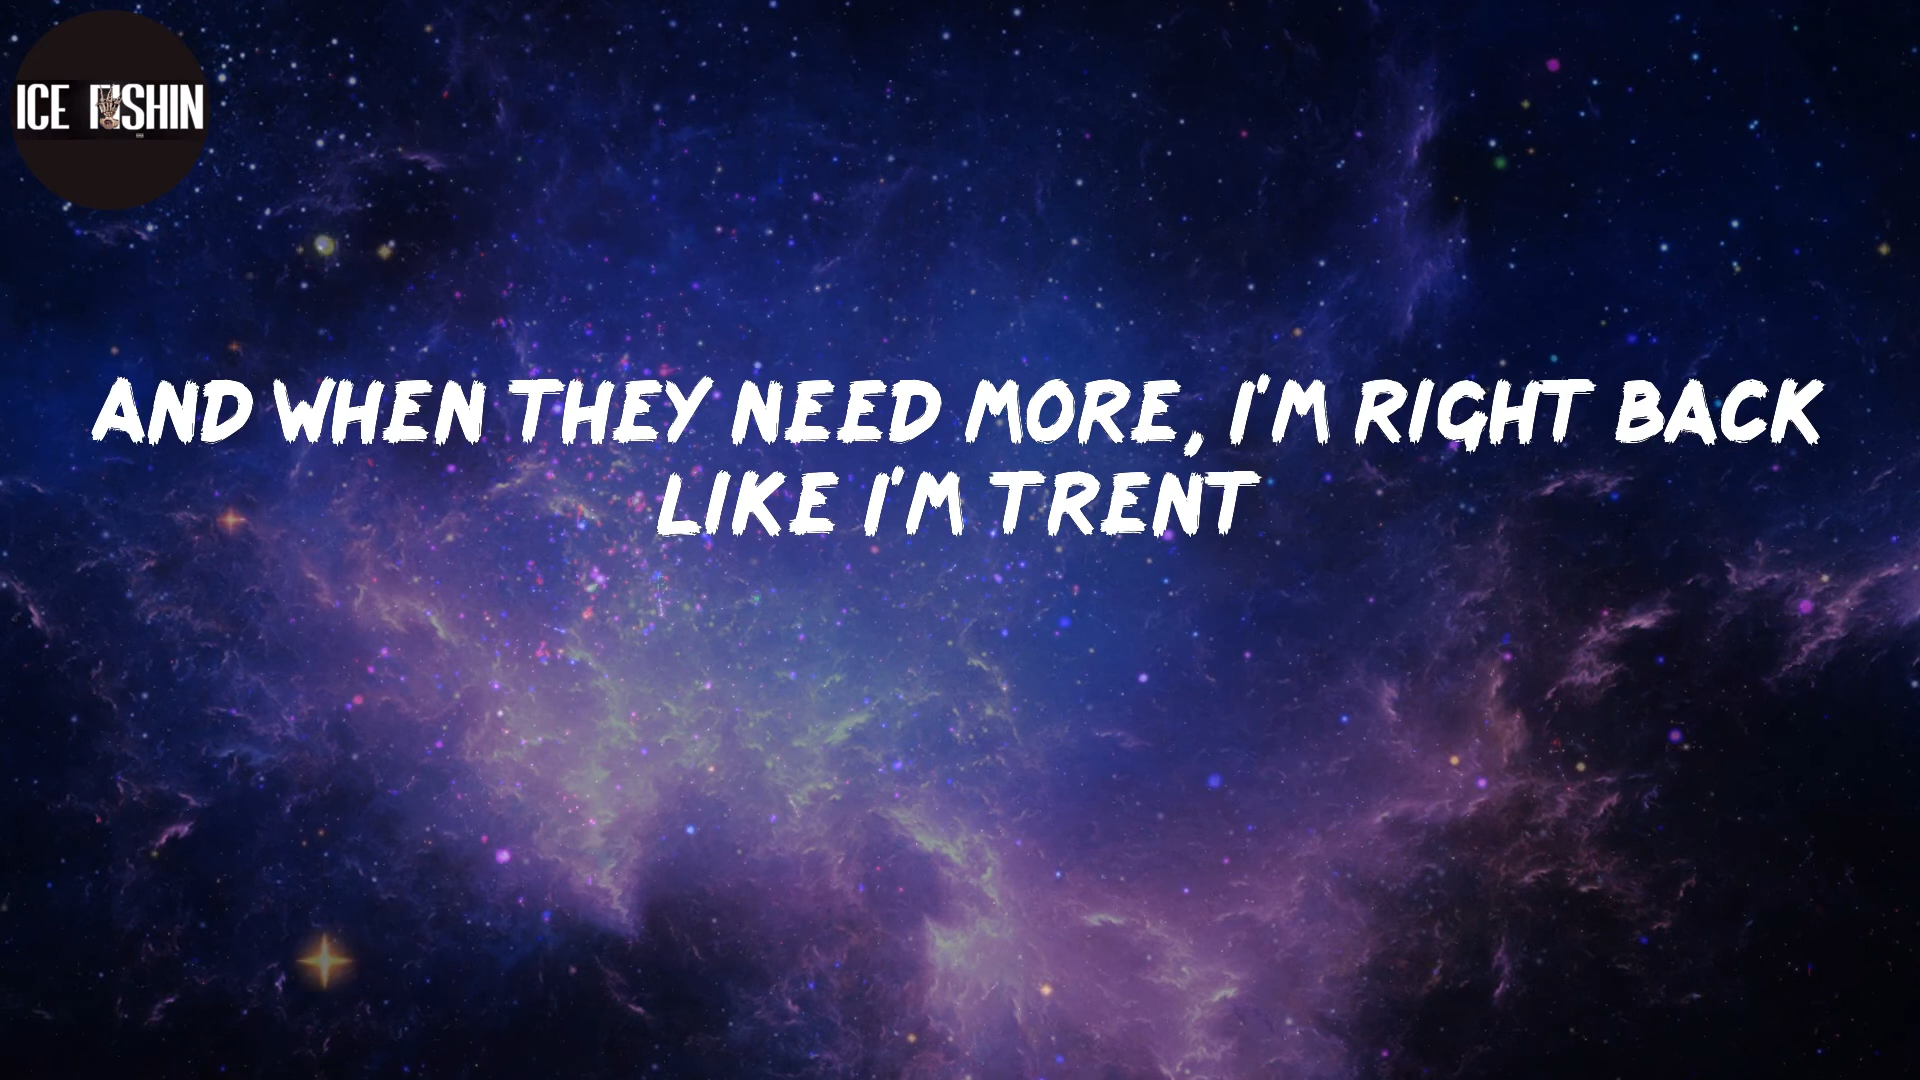 ICE FISHIN
AND WHEN THEY NEED MORE, I'M RIGHT BACK
LIKE I'M TRENT